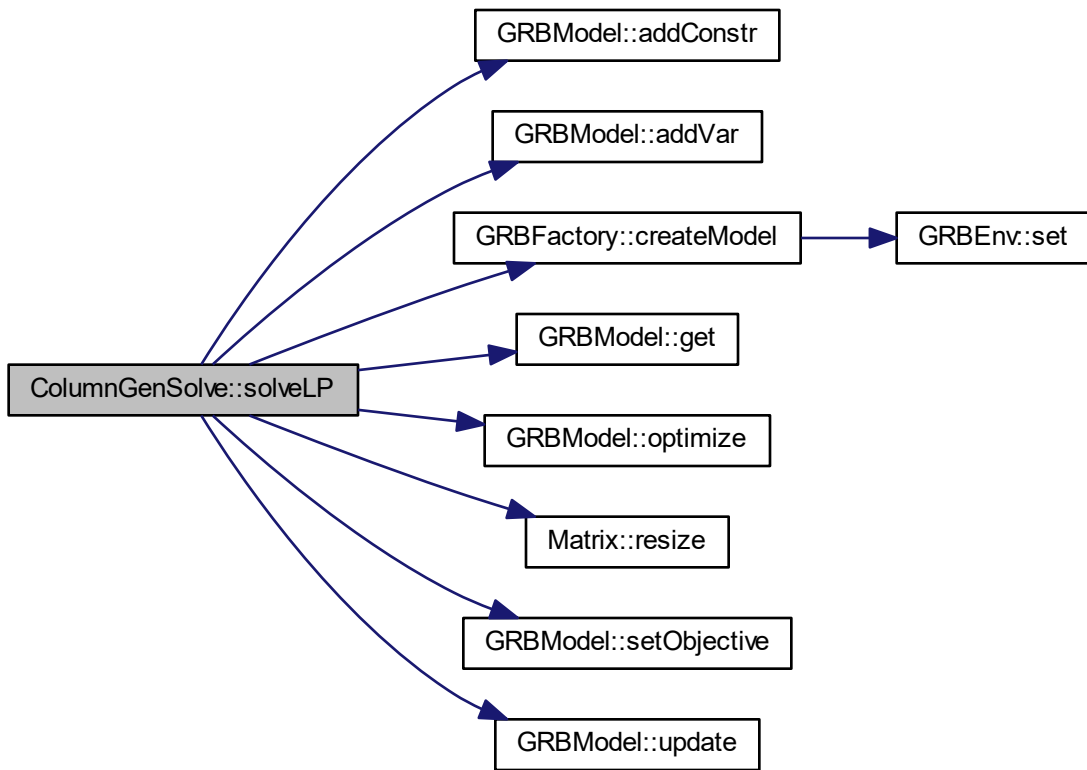 GRBModel::addConstr
GRBModel::addVar
GRBFactory::createModel
GRBEnv::set
GRBModel::get
ColumnGenSolve::solveLP
GRBModel::optimize
Matrix::resize
GRBModel::setObjective
GRBModel::update